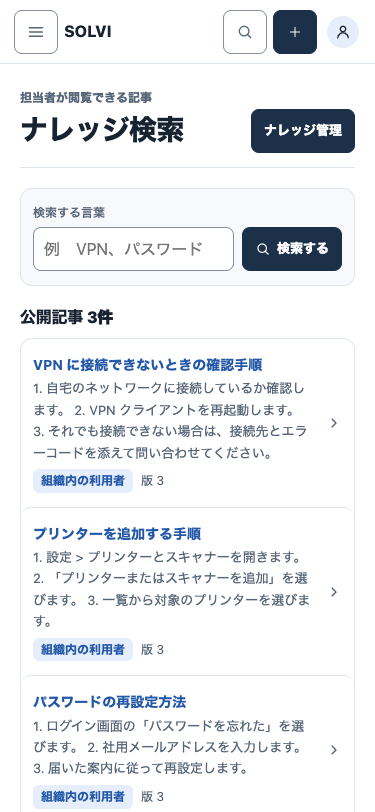 SOLVI
担当者が閲覧できる記事
ナレッジ検索
ナレッジ管理
検索する言葉
例　VPN、パスワード
検索する
公開記事 3件
VPN に接続できないときの確認手順
1. 自宅のネットワークに接続しているか確認し
ます。 2. VPN クライアントを再起動します。
3. それでも接続できない場合は、接続先とエラ
ーコードを添えて問い合わせてください。
組織内の利用者 版 3
プリンターを追加する手順
1. 設定 > プリンターとスキャナーを開きます。
2. 「プリンターまたはスキャナーを追加」を選
びます。 3. 一覧から対象のプリンターを選びま
す。
組織内の利用者 版 3
パスワードの再設定方法
1. ログイン画面の「パスワードを忘れた」を選
びます。 2. 社用メールアドレスを入力します。
3. 届いた案内に従って再設定します。
組織内の利用者 版 3